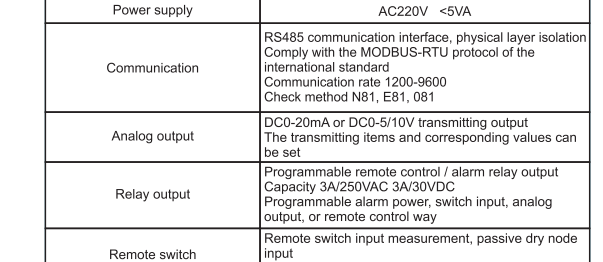 Power supply AC220V <5VA
Communication
RS485 communication interface, physical layer isolation
Comply with the MODBUS-RTU protocol of the
international standard
Communication rate 1200-9600
Check method N81, E81, 081
Analog output
DC0-20mA or DC0-5/10V transmitting output
The transmitting items and corresponding values can
be set
Relay output
Programmable remote control / alarm relay output
Capacity 3A/250VAC 3A/30VDC
Programmable alarm power, switch input, analog
output, or remote control way
Remote switch
Remote switch input measurement, passive dry node
input